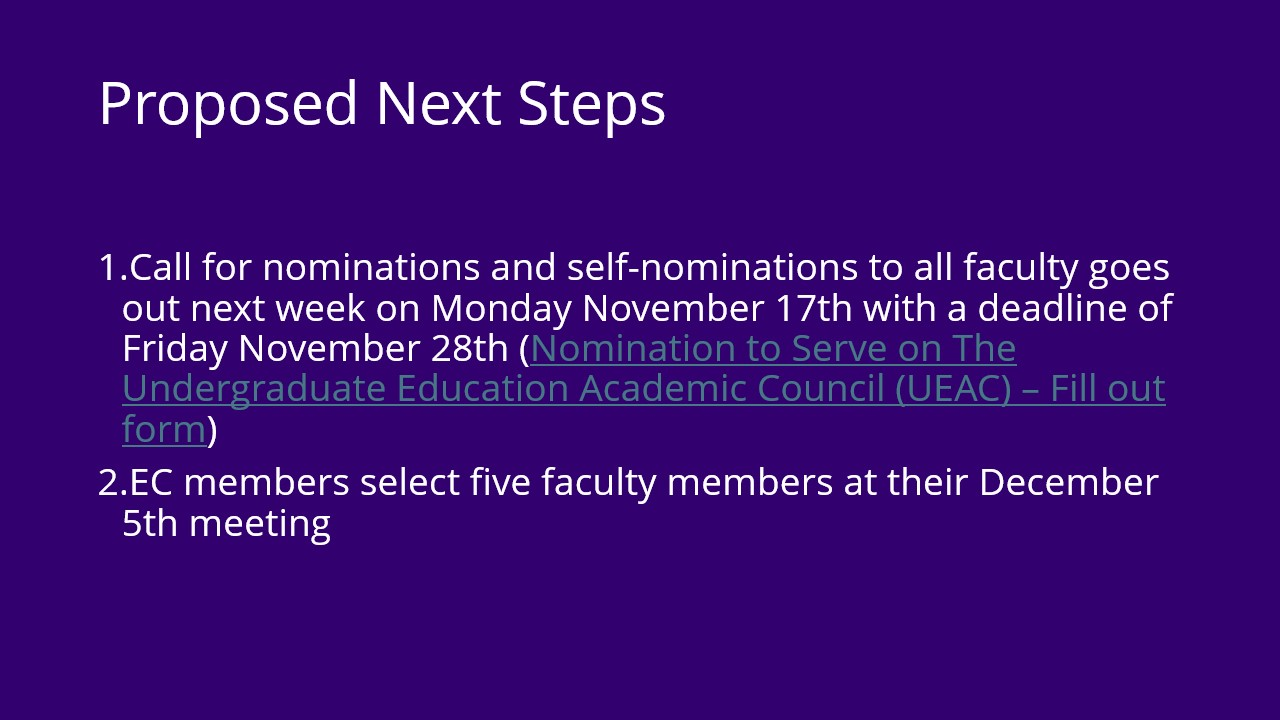 Proposed Next Steps
1.Call for nominations and self-nominations to all faculty goes
out next week on Monday November 17th with a deadline of
Friday November 28th (Nomination to Serve on The
Undergraduate Education Academic Council (UEAC) – Fill out
form)
2.EC members select five faculty members at their December
5th meeting